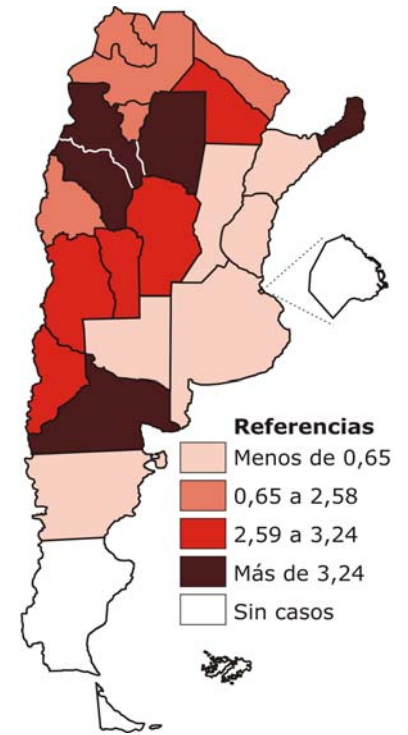 Referencias
Menos de 0,65
0,65 a 2,58
2,59 a 3,24
Más de 3,24
Sin casos